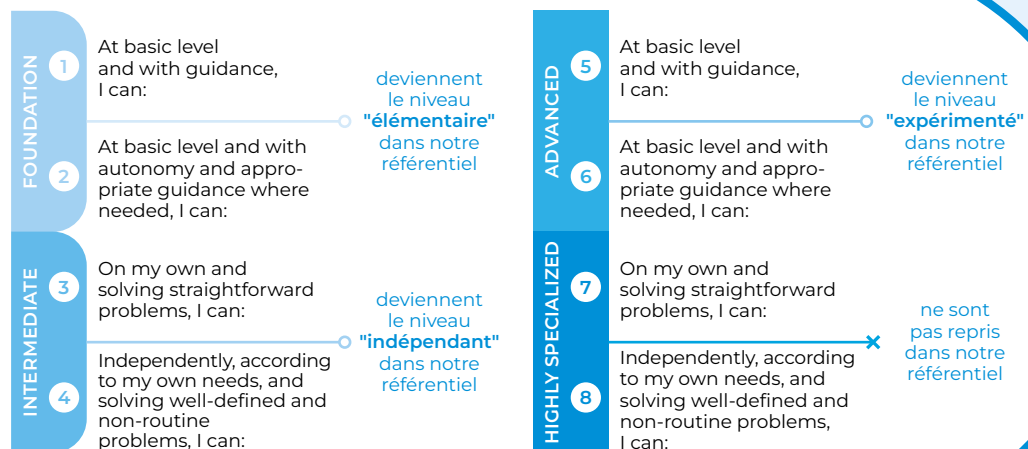 FOUNDATION
1
At basic level
and with guidance,
I can:
2
At basic level and with
autonomy and appro-
priate guidance where
needed, I can:
deviennent
le niveau
"élémentaire"
dans notre
référentiel
INTERMEDIATE
3
On my own and
solving straightforward
problems, I can:
4
Independently, according
to my own needs, and
solving well-defined and
non-routine
problems, I can:
deviennent
le niveau
"indépendant"
dans notre
référentiel
ADVANCED
5
At basic level
and with guidance,
I can:
6
At basic level and with
autonomy and appro-
priate guidance where
needed, I can:
deviennent
le niveau
"expérimenté"
dans notre
référentiel
HIGHLY SPECIALIZED
7
On my own and
solving straightforward
problems, I can:
8
Independently, according
to my own needs, and
solving well-defined and
non-routine problems,
I can:
ne sont
pas repris
dans notre
référentiel